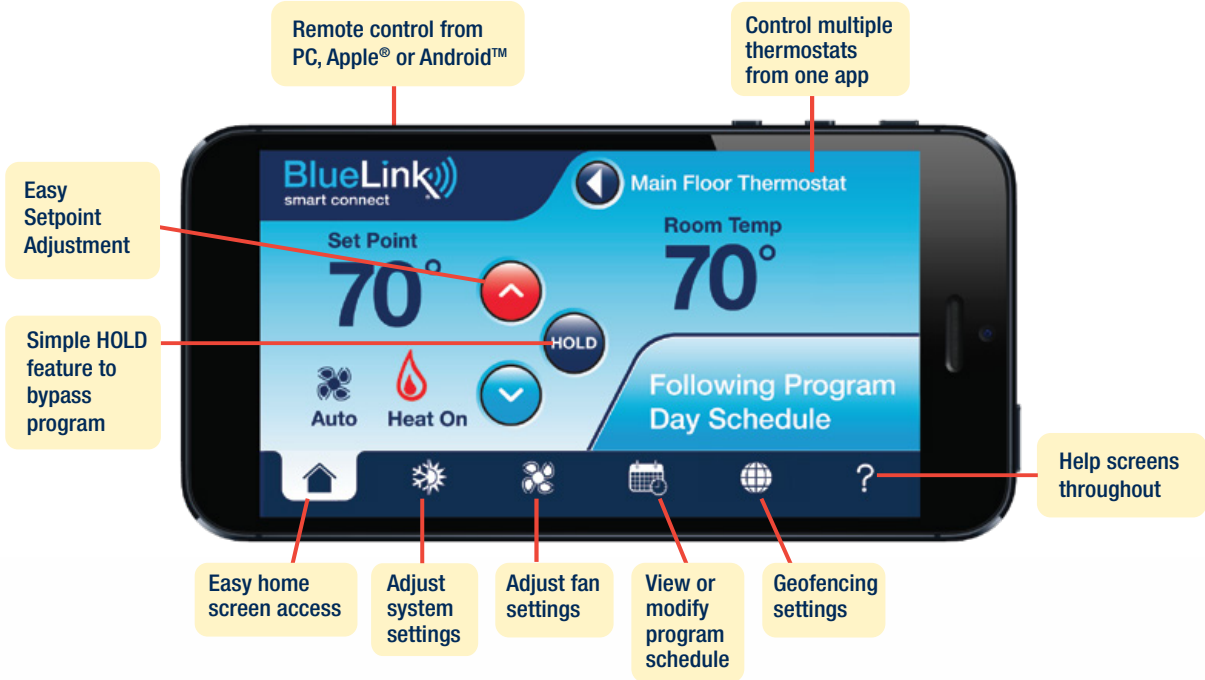 Remote control from
PC, Apple® or Android™
Control multiple
thermostats
from one app
Easy
Setpoint
Adjustment
Simple HOLD
feature to
bypass
program
BlueLink
smart connect
Main Floor Thermostat
Set Point
70°
Room Temp
70°
HOLD
Auto
Heat On
Following Program
Day Schedule
?
Help screens
throughout
Easy home
screen access
Adjust
system
settings
Adjust fan
settings
View or
modify
program
schedule
Geofencing
settings